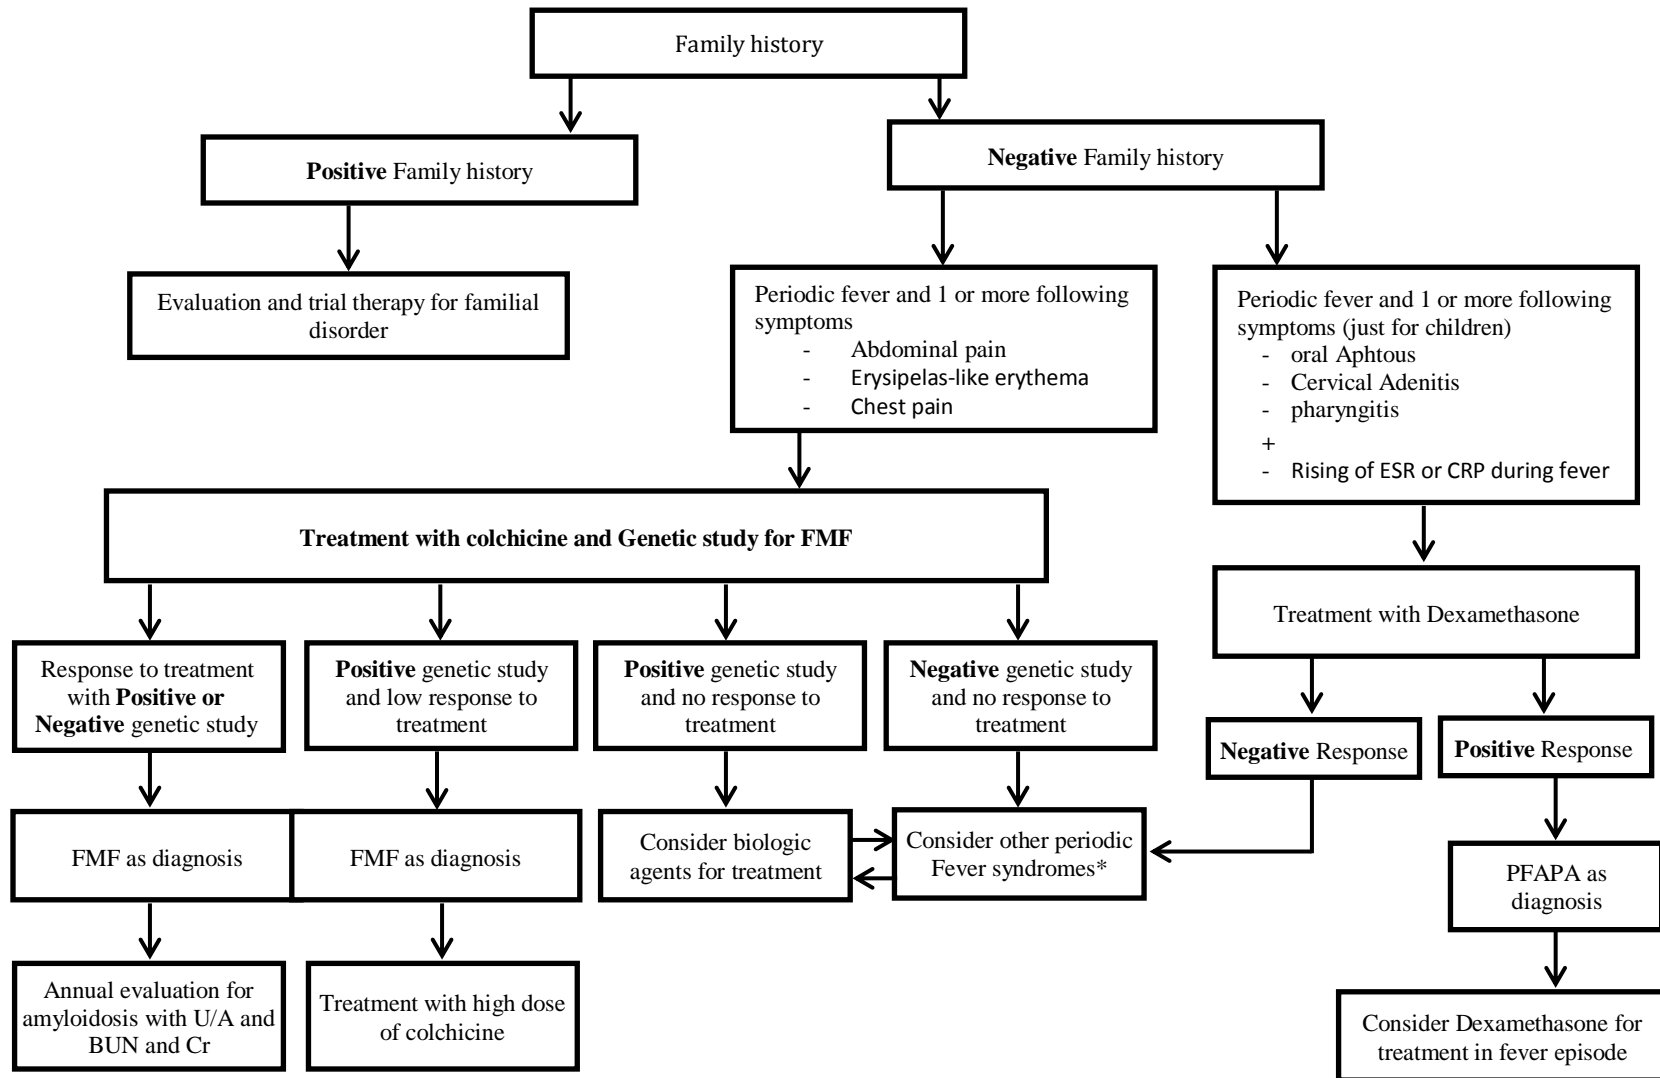 Family history
Positive Family history
Negative Family history
Evaluation and trial therapy for familial
disorder
Periodic fever and 1 or more following
symptoms
- Abdominal pain
- Erysipelas-like erythema
- Chest pain
Periodic fever and 1 or more following
symptoms (just for children)
- oral Aphtous
- Cervical Adenitis
- pharyngitis
+
- Rising of ESR or CRP during fever
Treatment with colchicine and Genetic study for FMF
Treatment with Dexamethasone
Response to treatment
with Positive or
Negative genetic study
Positive genetic study
and low response to
treatment
Positive genetic study
and no response to
treatment
Negative genetic study
and no response to
treatment
Negative Response
Positive Response
FMF as diagnosis
FMF as diagnosis
Consider biologic
agents for treatment
Consider other periodic
Fever syndromes*
PFAPA as
diagnosis
Annual evaluation for
amyloidosis with U/A and
BUN and Cr
Treatment with high dose
of colchicine
Consider Dexamethasone for
treatment in fever episode